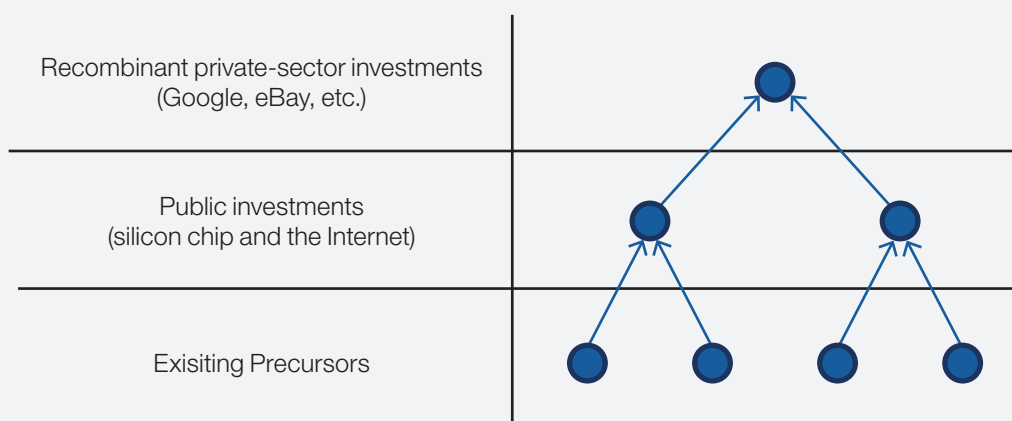 Recombinant private-sector investments
(Google, eBay, etc.)
Public investments
(silicon chip and the Internet)
Exisiting Precursors